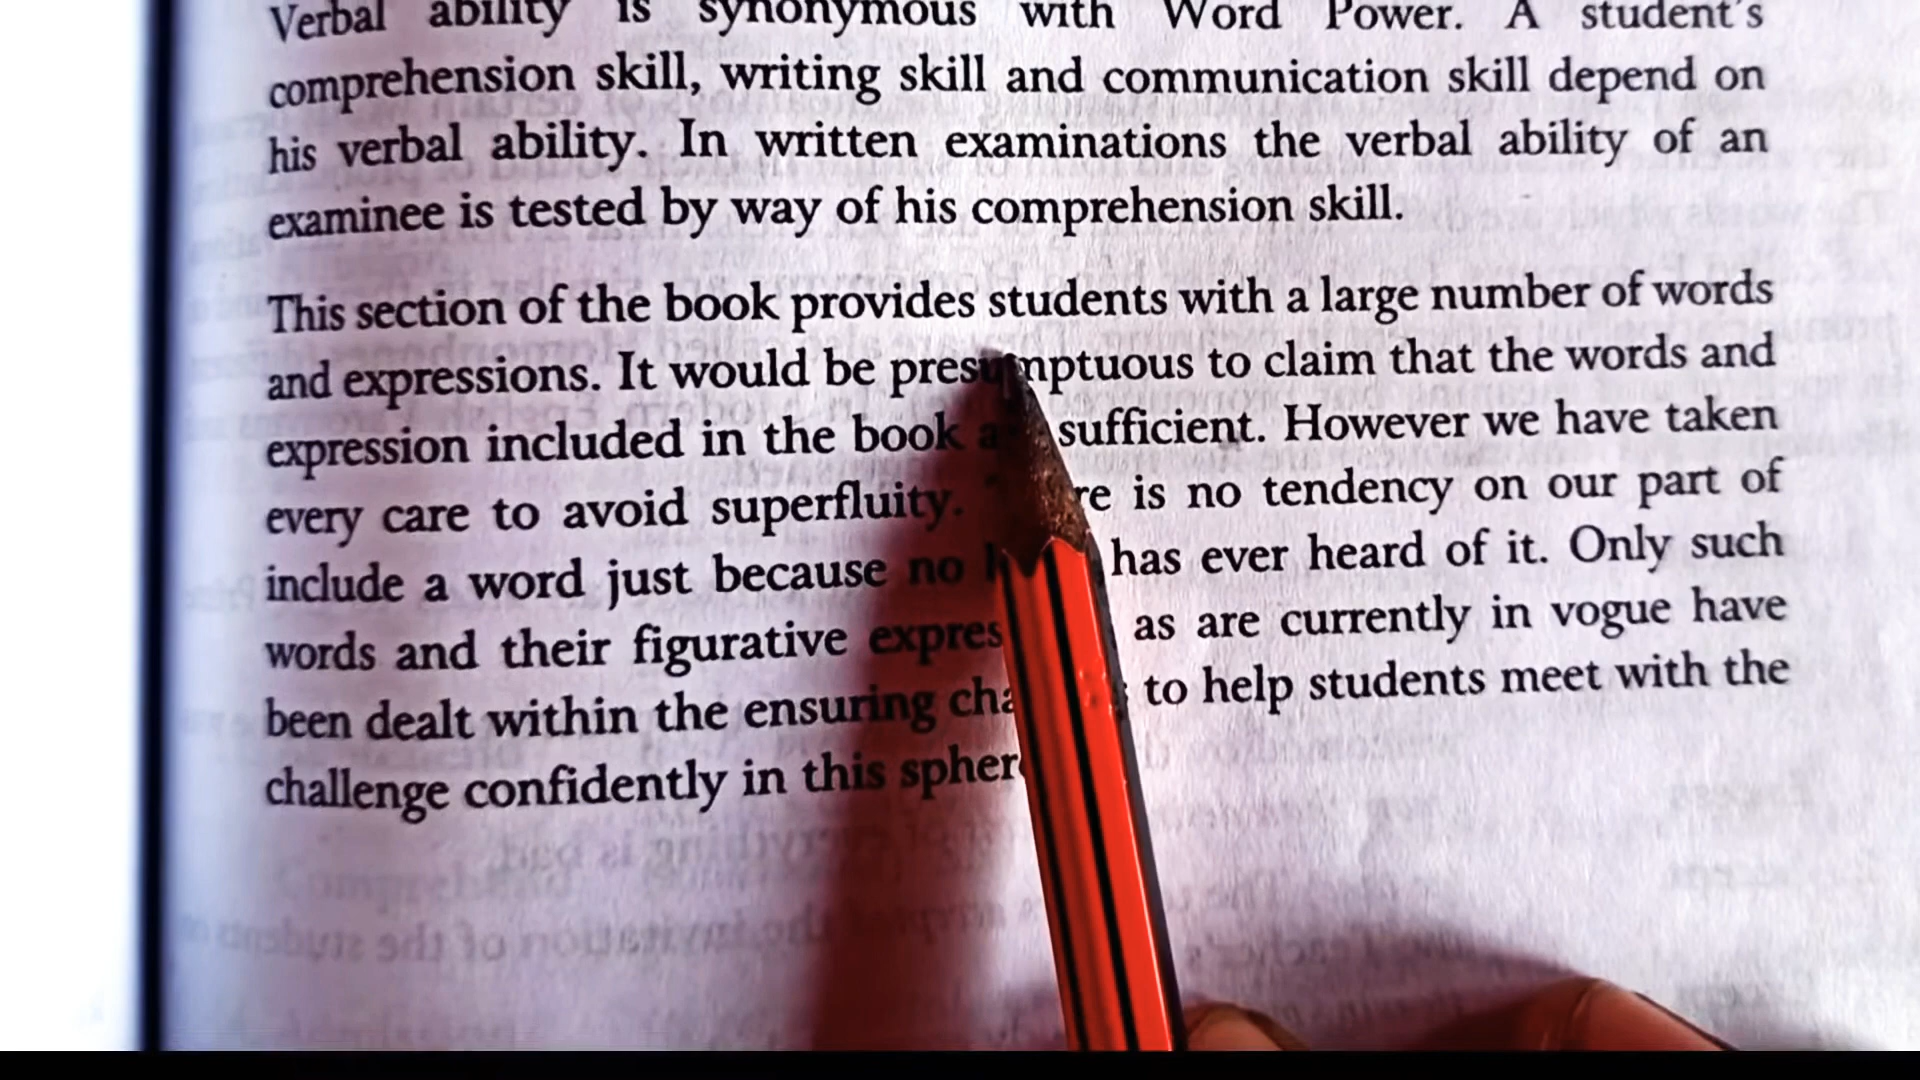 Verbal ability is synonymous with Word Power. A student's
comprehension skill, writing skill and communication skill depend on
his verbal ability. In written examinations the verbal ability of an
examinee is tested by way of his comprehension skill.
This section of the book provides students with a large number of words
and expressions. It would be presumptuous to claim that the words and
expression included in the book sufficient. However we have taken
every care to avoid superfluity. is no tendency on our part of
include a word just because no has ever heard of it. Only such
words and their figurative as are currently in vogue have
been dealt within the ensuring to help students meet with the
challenge confidently in this